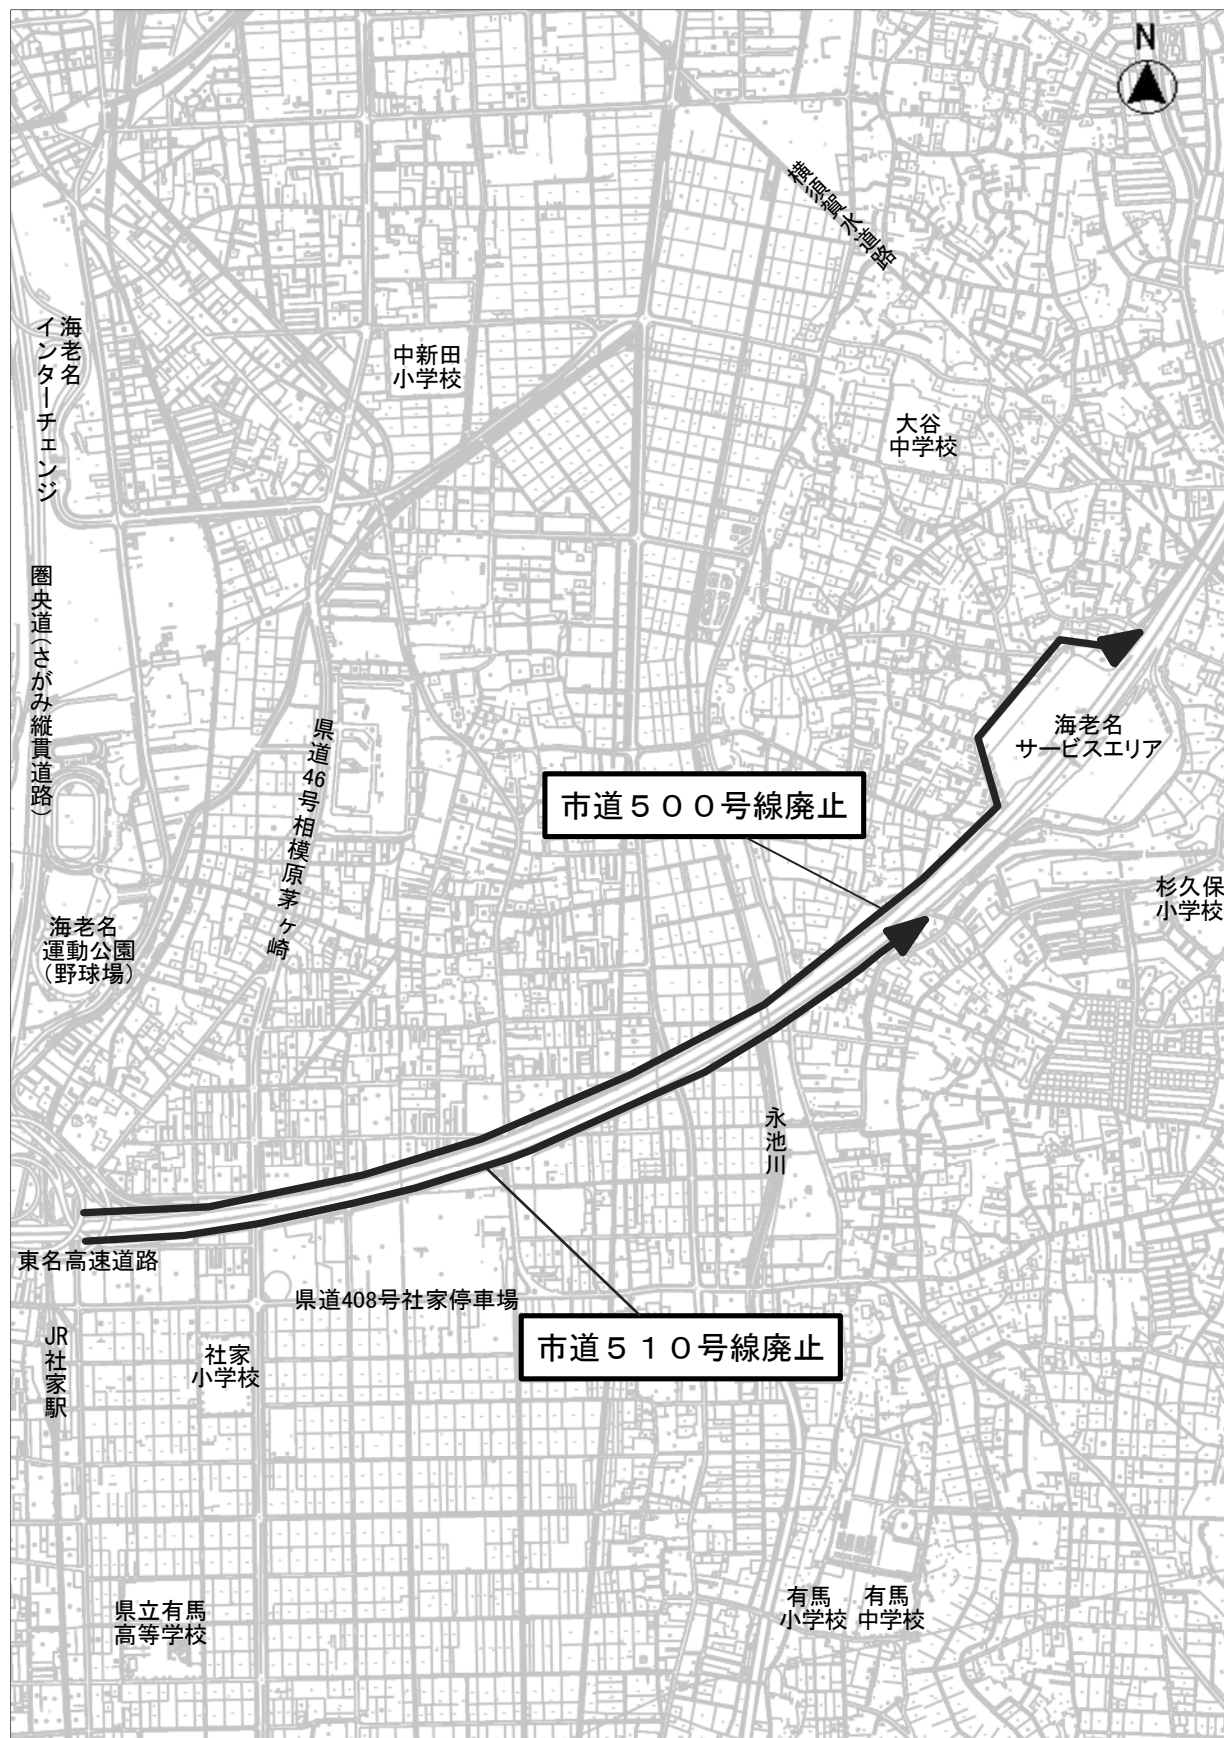 N
横須賀水道路
海老名
インターチェンジ
中新田
小学校
大谷
中学校
圏央道(さがみ縦貫道路)
県道46号相模原茅ヶ崎
海老名
サービスエリア
市道500号線廃止
杉久保
小学校
海老名
運動公園
(野球場)
永池川
東名高速道路
県道408号社家停車場
JR社家駅
社家
小学校
市道510号線廃止
県立有馬
高等学校
有馬
小学校
有馬
中学校